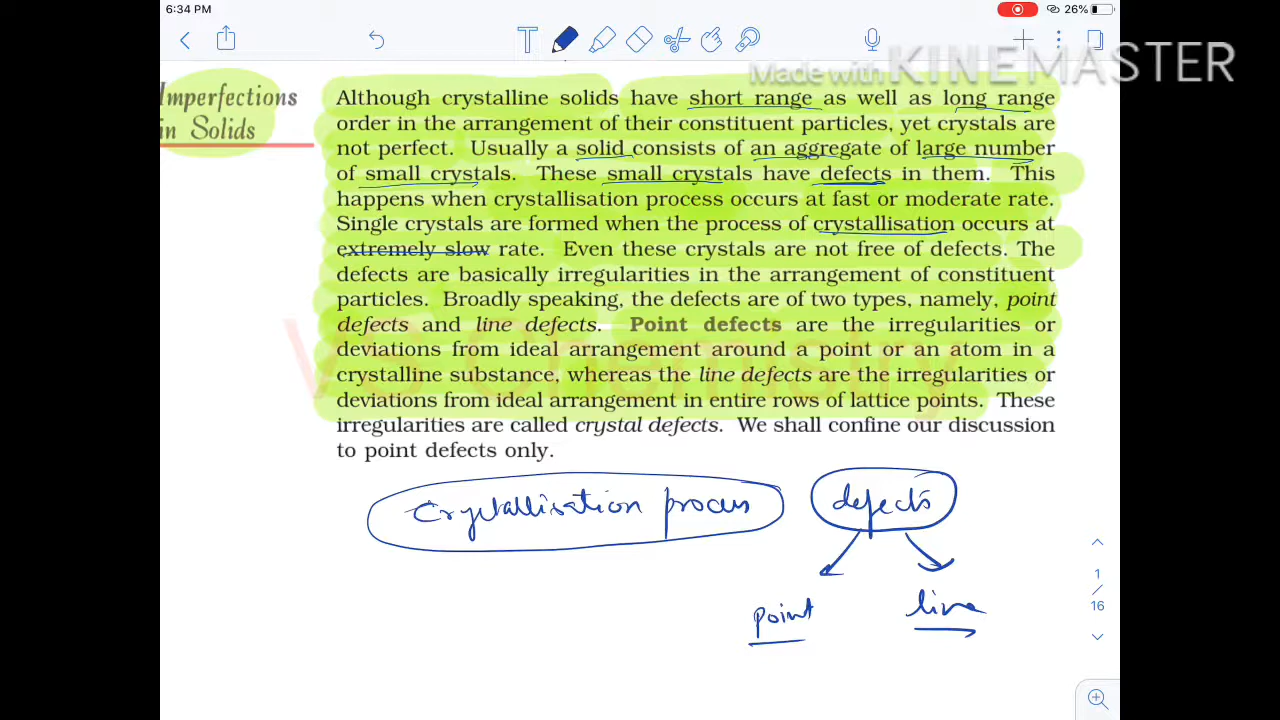 6:34 PM
26%
Made with KINEMASTER
Imperfections
in Solids
Although crystalline solids have short range as well as long range
order in the arrangement of their constituent particles, yet crystals are
not perfect. Usually a solid consists of an aggregate of large number
of small crystals. These small crystals have defects in them. This
happens when crystallisation process occurs at fast or moderate rate.
Single crystals are formed when the process of crystallisation occurs at
extremely slow rate. Even these crystals are not free of defects. The
defects are basically irregularities in the arrangement of constituent
particles. Broadly speaking, the defects are of two types, namely, point
defects and line defects. Point defects are the irregularities or
deviations from ideal arrangement around a point or an atom in a
crystalline substance, whereas the line defects are the irregularities or
deviations from ideal arrangement in entire rows of lattice points. These
irregularities are called crystal defects. We shall confine our discussion
to point defects only.
VG Chemistry
Crystallisation process defects
point line
1
/
16